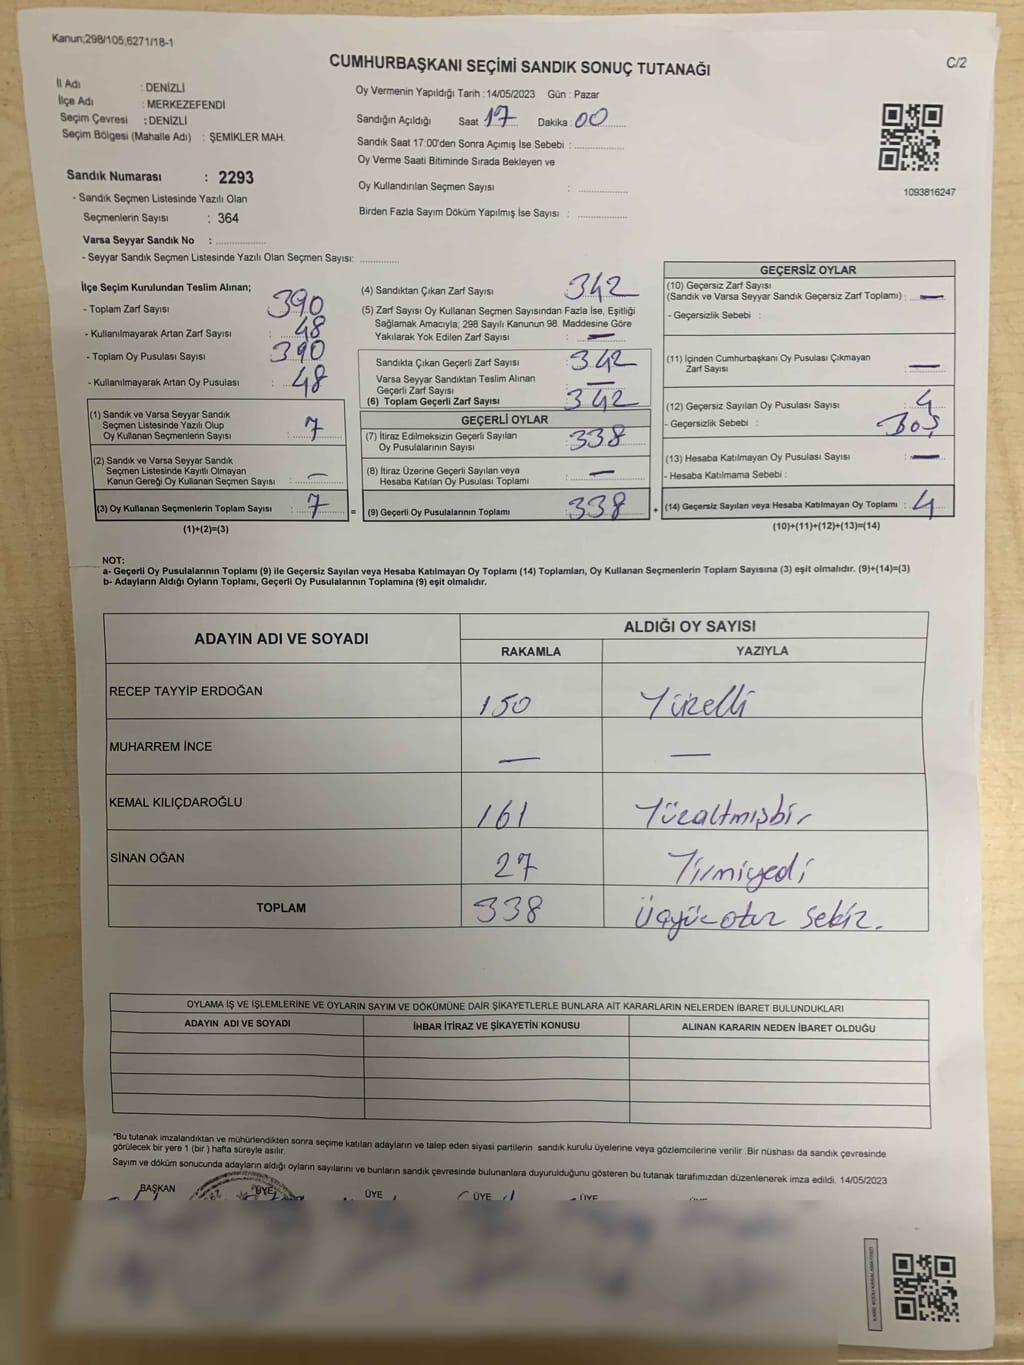 Kanun;298/105;6271/18-1
C/2
CUMHURBAŞKANI SEÇİMİ SANDIK SONUÇ TUTANAĞI
İl Adı : DENİZLİ
İlçe Adı : MERKEZEFENDİ
Seçim Çevresi : DENİZLİ
Seçim Bölgesi (Mahalle Adı) : ŞEMİKLER MAH.
Sandık Numarası : 2293
- Sandık Seçmen Listesinde Yazılı Olan
Seçmenlerin Sayısı : 364
Varsa Seyyar Sandık No :
- Seyyar Sandık Seçmen Listesinde Yazılı Olan Seçmen Sayısı:
Oy Vermenin Yapıldığı Tarih : 14/05/2023 Gün : Pazar
Sandığın Açıldığı Saat 17 Dakika : 00
Sandık Saat 17:00'den Sonra Açımış İse Sebebi :
Oy Verme Saati Bitiminde Sırada Bekleyen ve
Oy Kullandırılan Seçmen Sayısı :
Birden Fazla Sayım Döküm Yapılmış İse Sayısı :
1093816247
İlçe Seçim Kurulundan Teslim Alınan;
- Toplam Zarf Sayısı : 390
- Kullanılmayarak Artan Zarf Sayısı : 48
- Toplam Oy Pusulası Sayısı : 390
- Kullanılmayarak Artan Oy Pusulası : 48
(1) Sandık ve Varsa Seyyar Sandık
Seçmen Listesinde Yazılı Olup
Oy Kullanan Seçmenlerin Sayısı : 7
(2) Sandık ve Varsa Seyyar Sandık
Seçmen Listesinde Kayıtlı Olmayan
Kanun Gereği Oy Kullanan Seçmen Sayısı : —
(3) Oy Kullanan Seçmenlerin Toplam Sayısı : 7
(1)+(2)=(3)
(4) Sandıktan Çıkan Zarf Sayısı : 342
(5) Zarf Sayısı Oy Kullanan Seçmen Sayısından Fazla İse, Eşitliği
Sağlamak Amacıyla; 298 Sayılı Kanunun 98. Maddesine Göre
Yakılarak Yok Edilen Zarf Sayısı : —
Sandıkta Çıkan Geçerli Zarf Sayısı : 342
Varsa Seyyar Sandıktan Teslim Alınan
Geçerli Zarf Sayısı : —
(6) Toplam Geçerli Zarf Sayısı : 342
GEÇERLİ OYLAR
(7) İtiraz Edilmeksizin Geçerli Sayılan
Oy Pusulalarının Sayısı : 338
(8) İtiraz Üzerine Geçerli Sayılan veya
Hesaba Katılan Oy Pusulası Toplamı : —
= (9) Geçerli Oy Pusulalarının Toplamı : 338
GEÇERSİZ OYLAR
(10) Geçersiz Zarf Sayısı
(Sandık ve Varsa Seyyar Sandık Geçersiz Zarf Toplamı) : —
- Geçersizlik Sebebi :
(11) İçinden Cumhurbaşkanı Oy Pusulası Çıkmayan
Zarf Sayısı : —
(12) Geçersiz Sayılan Oy Pusulası Sayısı : 4
- Geçersizlik Sebebi : Boş
(13) Hesaba Katılmayan Oy Pusulası Sayısı : —
- Hesaba Katılmama Sebebi :
+ (14) Geçersiz Sayılan veya Hesaba Katılmayan Oy Toplamı : 4
(10)+(11)+(12)+(13)=(14)
NOT:
a- Geçerli Oy Pusulalarının Toplamı (9) ile Geçersiz Sayılan veya Hesaba Katılmayan Oy Toplamı (14) Toplamları, Oy Kullanan Seçmenlerin Toplam Sayısına (3) eşit olmalıdır. (9)+(14)=(3)
b- Adayların Aldığı Oyların Toplamı, Geçerli Oy Pusulalarının Toplamına (9) eşit olmalıdır.
ADAYIN ADI VE SOYADI
ALDIĞI OY SAYISI
RAKAMLA YAZIYLA
RECEP TAYYİP ERDOĞAN 150 Yüzelli
MUHARREM İNCE — —
KEMAL KILIÇDAROĞLU 161 Yüzaltmışbir
SİNAN OĞAN 27 Yirmiyedi
TOPLAM 338 Üçyüz otuz sekiz.
OYLAMA İŞ VE İŞLEMLERİNE VE OYLARIN SAYIM VE DÖKÜMÜNE DAİR ŞİKAYETLERLE BUNLARA AİT KARARLARIN NELERDEN İBARET BULUNDUKLARI
ADAYIN ADI VE SOYADI İHBAR İTİRAZ VE ŞİKAYETİN KONUSU ALINAN KARARIN NEDEN İBARET OLDUĞU
*Bu tutanak imzalandıktan ve mühürlendikten sonra seçime katılan adayların ve talep eden siyasi partilerin sandık kurulu üyelerine veya gözlemcilerine verilir .Bir nüshası da sandık çevresinde
görülecek bir yere 1 (bir ) hafta süreyle asılır.
Sayım ve döküm sonucunda adayların aldığı oyların sayılarını ve bunların sandık çevresinde bulunanlara duyurulduğunu gösteren bu tutanak tarafımızdan düzenlenerek imza edildi. 14/05/2023
BAŞKAN ÜYE ÜYE ÜYE ÜYE